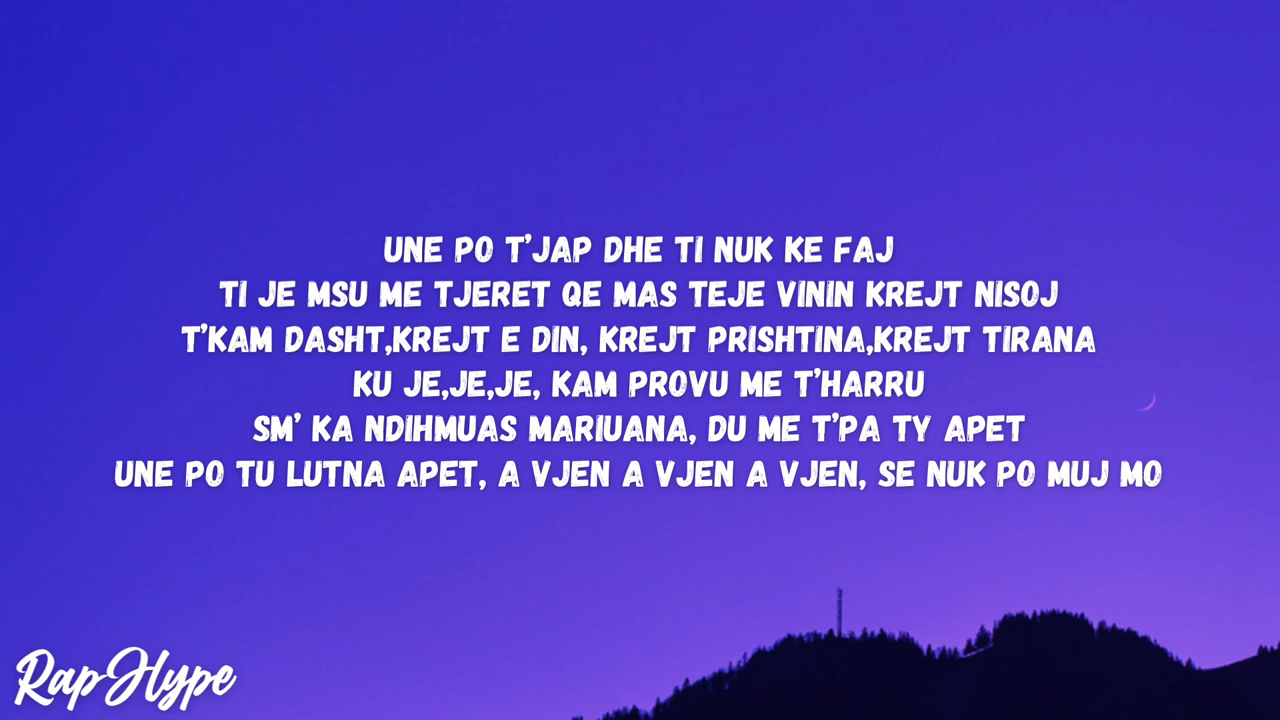 UNE PO T'JAP DHE TI NUK KE FAJ
TI JE MSU ME TJERET QE MAS TEJE VININ KREJT NISOJ
T'KAM DASHT,KREJT E DIN, KREJT PRISHTINA,KREJT TIRANA
KU JE,JE,JE, KAM PROVU ME T'HARRU
SM' KA NDIHMUAS MARIUANA, DU ME T'PA TY APET
UNE PO TU LUTNA APET, A VJEN A VJEN A VJEN, SE NUK PO MUJ MO
RapHype